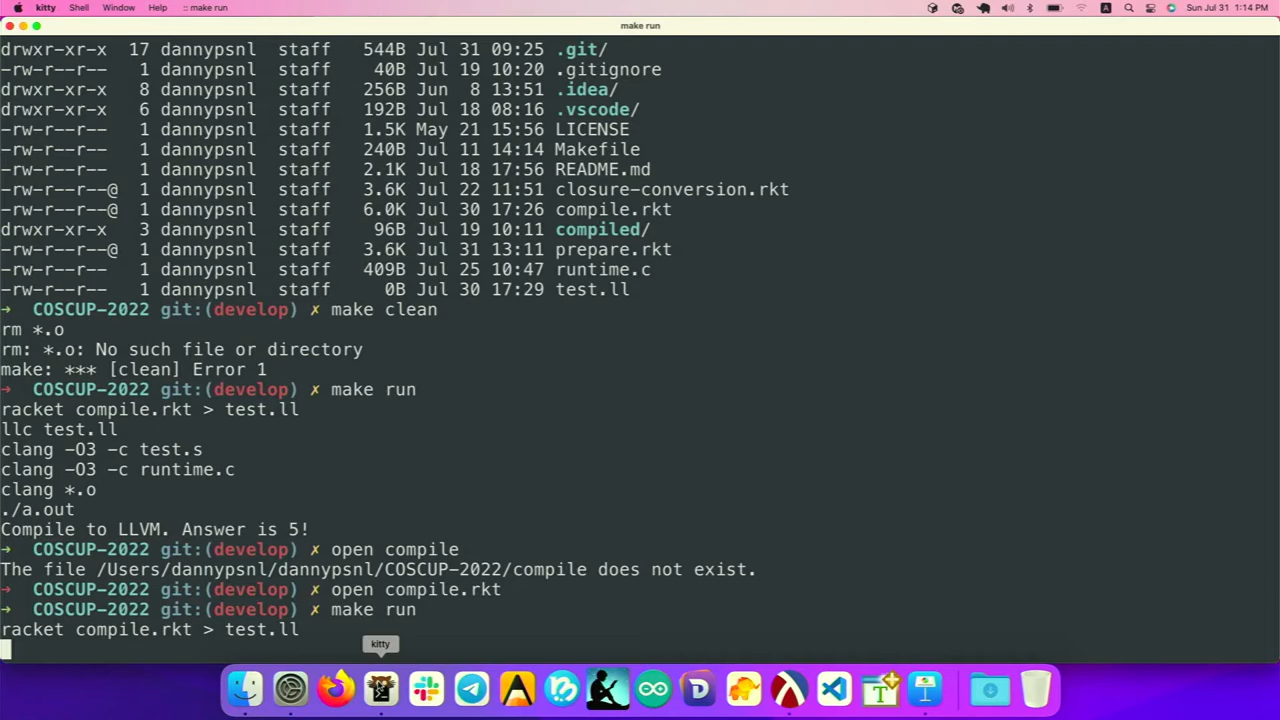 kitty Shell Window Help :: make run A Sun Jul 31 1:14 PM
make run
drwxr-xr-x 17 dannypsnl staff 544B Jul 31 09:25 .git/
-rw-r--r-- 1 dannypsnl staff 40B Jul 19 10:20 .gitignore
drwxr-xr-x 8 dannypsnl staff 256B Jun 8 13:51 .idea/
drwxr-xr-x 6 dannypsnl staff 192B Jul 18 08:16 .vscode/
-rw-r--r-- 1 dannypsnl staff 1.5K May 21 15:56 LICENSE
-rw-r--r-- 1 dannypsnl staff 240B Jul 11 14:14 Makefile
-rw-r--r-- 1 dannypsnl staff 2.1K Jul 18 17:56 README.md
-rw-r--r--@ 1 dannypsnl staff 3.6K Jul 22 11:51 closure-conversion.rkt
-rw-r--r--@ 1 dannypsnl staff 6.0K Jul 30 17:26 compile.rkt
drwxr-xr-x 3 dannypsnl staff 96B Jul 19 10:11 compiled/
-rw-r--r--@ 1 dannypsnl staff 3.6K Jul 31 13:11 prepare.rkt
-rw-r--r-- 1 dannypsnl staff 409B Jul 25 10:47 runtime.c
-rw-r--r-- 1 dannypsnl staff 0B Jul 30 17:29 test.ll
→ COSCUP-2022 git:(develop) ✗ make clean
rm *.o
rm: *.o: No such file or directory
make: *** [clean] Error 1
→ COSCUP-2022 git:(develop) ✗ make run
racket compile.rkt > test.ll
llc test.ll
clang -O3 -c test.s
clang -O3 -c runtime.c
clang *.o
./a.out
Compile to LLVM. Answer is 5!
→ COSCUP-2022 git:(develop) ✗ open compile
The file /Users/dannypsnl/dannypsnl/COSCUP-2022/compile does not exist.
→ COSCUP-2022 git:(develop) ✗ open compile.rkt
→ COSCUP-2022 git:(develop) ✗ make run
racket compile.rkt > test.ll
kitty